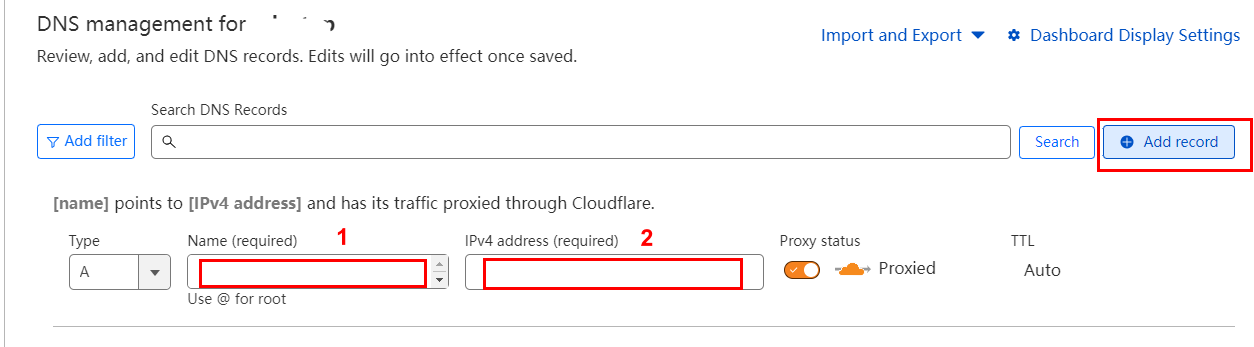 DNS management for
Import and Export
Dashboard Display Settings
Review, add, and edit DNS records. Edits will go into effect once saved.
Search DNS Records
Add filter
Search
Add record
[name] points to [IPv4 address] and has its traffic proxied through Cloudflare.
Type
Name (required)
1
IPv4 address (required)
2
Proxy status
TTL
A
Proxied
Auto
Use @ for root